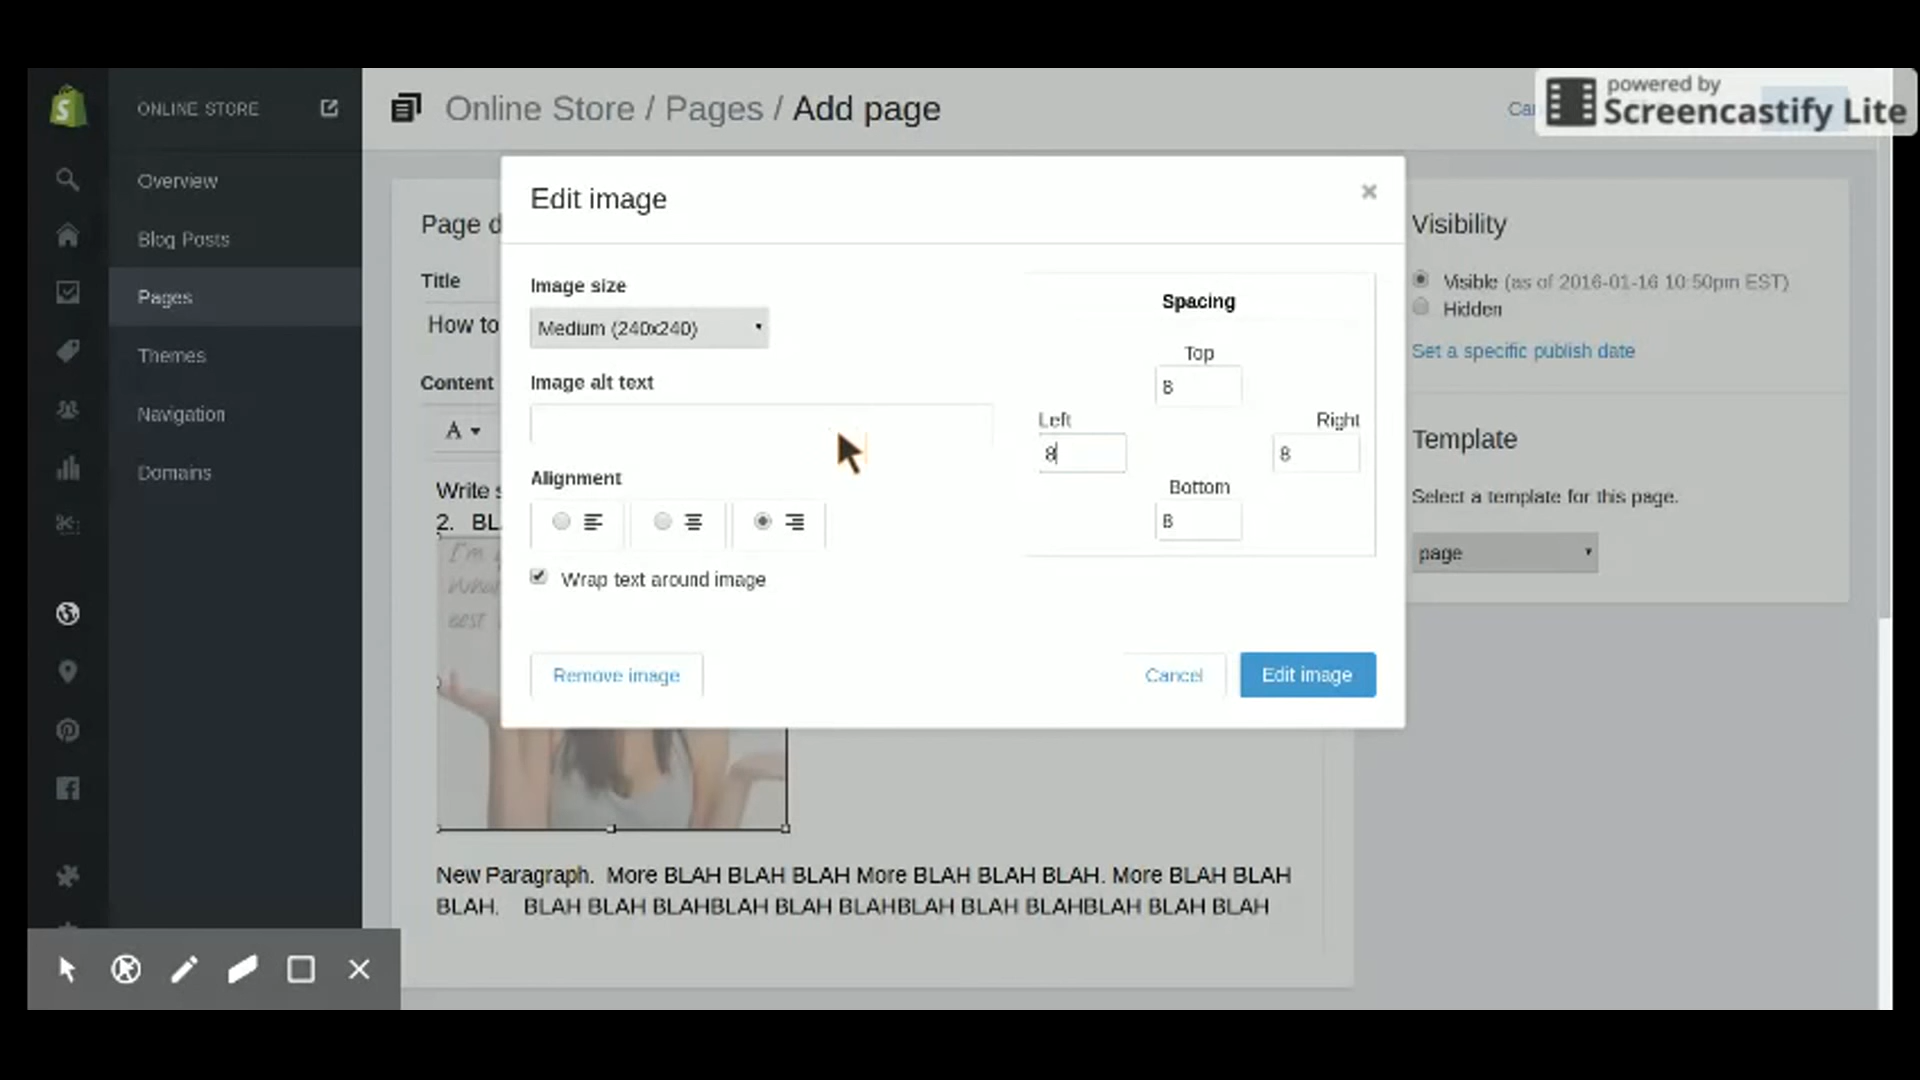 powered by
Screencastify Lite
ONLINE STORE
Online Store / Pages / Add page
Overview
Blog Posts
Pages
Themes
Navigation
Domains
Page d
Title
How to
Content
A
Write s
2. BL
I'm
best
Edit image
×
Image size
Medium (240x240)
Image alt text
Alignment
Wrap text around image
Spacing
Top
8
Left
Right
8
8
Bottom
8
Remove image
Cancel
Edit image
Visibility
Visible (as of 2016-01-16 10:50pm EST)
Hidden
Set a specific publish date
Template
Select a template for this page.
page
New Paragraph. More BLAH BLAH BLAH More BLAH BLAH BLAH. More BLAH BLAH
BLAH. BLAH BLAH BLAHBLAH BLAH BLAHBLAH BLAH BLAHBLAH BLAH BLAH